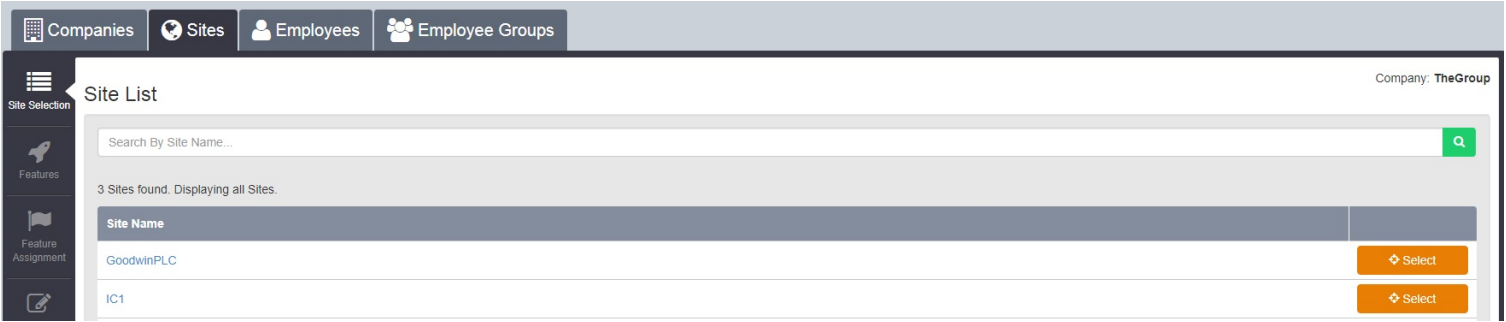 Companies
Sites
Employees
Employee Groups
Site Selection
Features
Feature
Assignment
Company: TheGroup
Site List
Search By Site Name...
3 Sites found. Displaying all Sites.
Site Name
GoodwinPLC
Select
IC1
Select